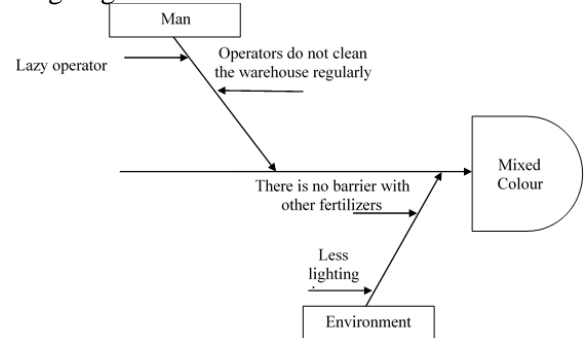 Man
Lazy operator
Operators do not clean
the warehouse regularly
Mixed
Colour
There is no barrier with
other fertilizers
Less
lighting
Environment